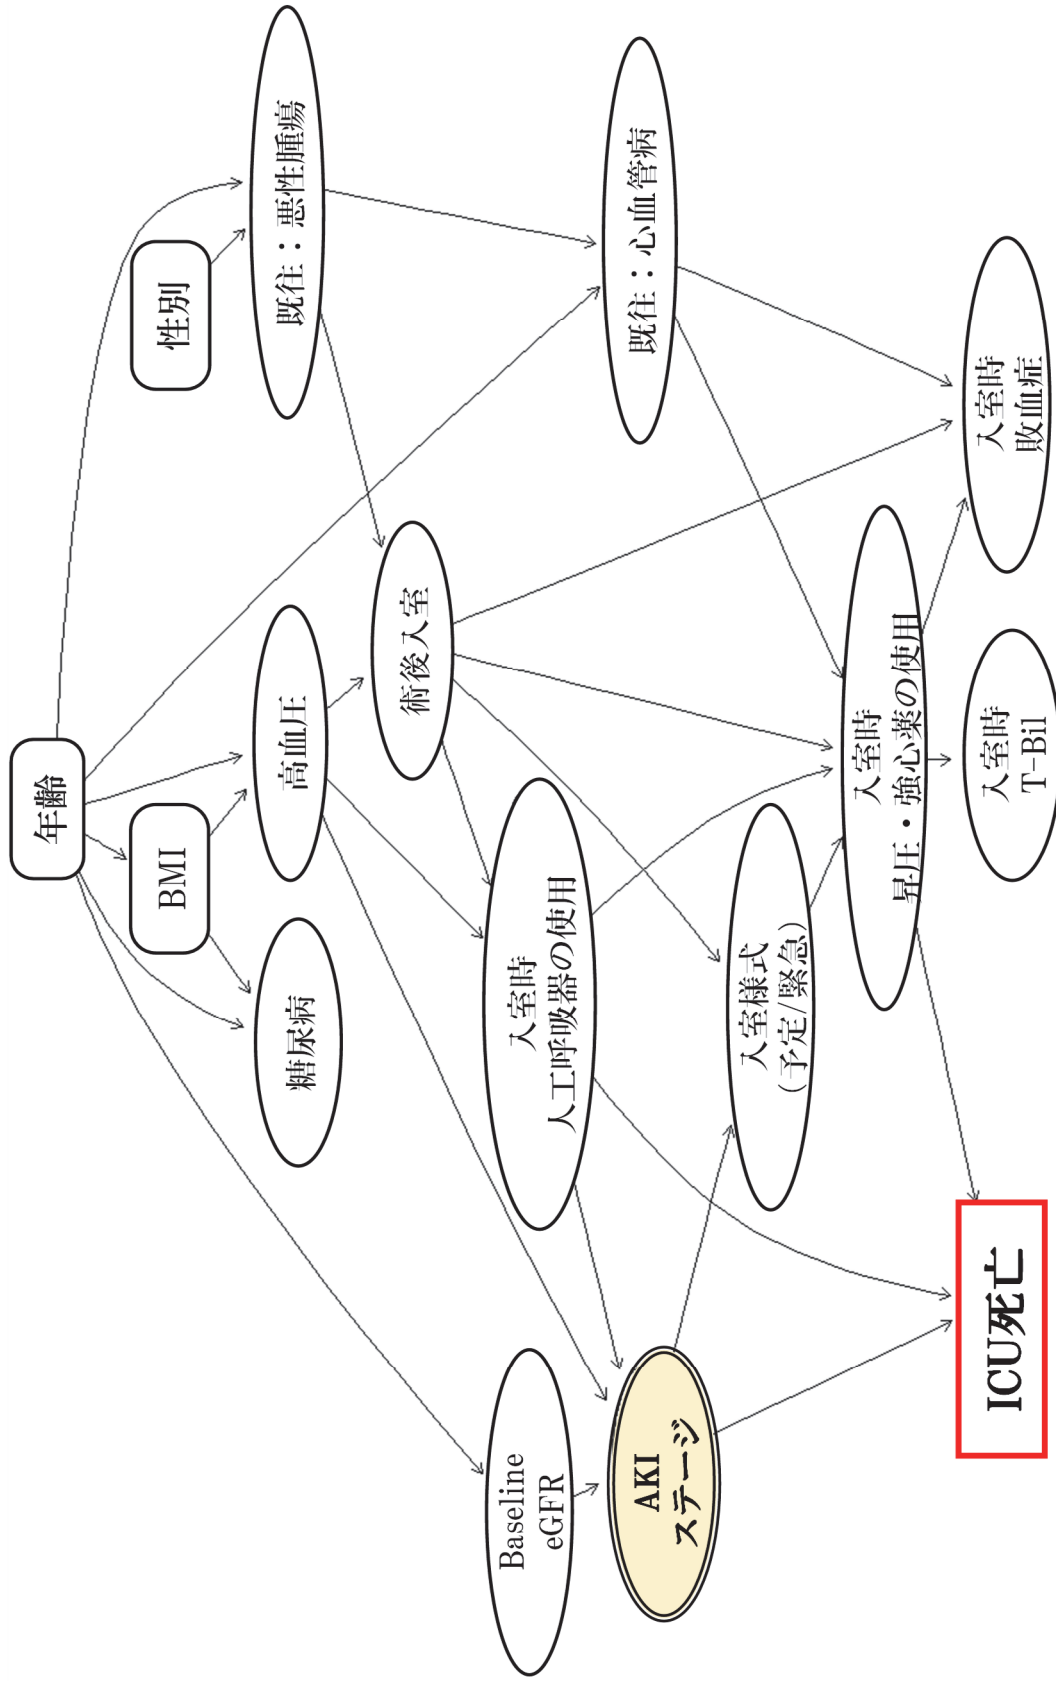 年齢
性別
BMI
既往：悪性腫瘍
高血圧
糖尿病
術後入室
既往：心血管病
入室時
人工呼吸器の使用
Baseline
eGFR
AKI
ステージ
入室様式
（予定/緊急）
入室時
昇圧・強心薬の使用
入室時
敗血症
入室時
T-Bil
ICU死亡